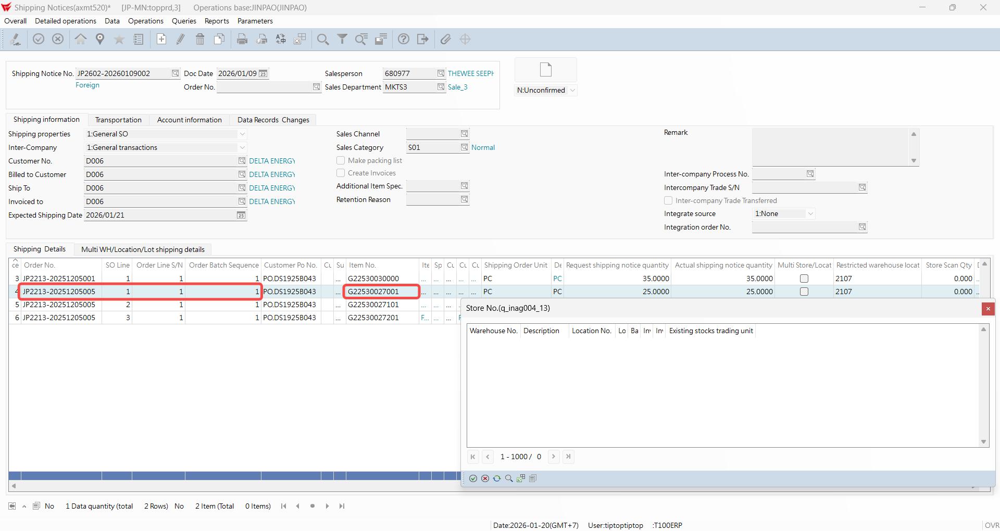 Shipping Notices(axmt520)* [JP-MN:topprd,3] Operations base:JINPAO(JINPAO)
Overall Detailed operations Data Operations Queries Reports Parameters
Shipping Notice No. JP2602-20260109002 Doc Date 2026/01/09 25 Salesperson 680977 THEWEE SEEPH
Foreign Order No. Sales Department MKTS3 Sale_3
N:Unconfirmed
Shipping information Transportation Account information Data Records Changes
Shipping properties 1:General SO Sales Channel Remark
Inter-Company 1:General transactions Sales Category S01 Normal
Customer No. D006 DELTA ENERGY Make packing list
Billed to Customer D006 DELTA ENERGY Create Invoices Inter-company Process No.
Ship To D006 DELTA ENERGY Additional Item Spec. Intercompany Trade S/N
Invoiced to D006 DELTA ENERGY Retention Reason Inter-company Trade Transferred
Expected Shipping Date 2026/01/21 25 Integrate source 1:None
Integration order No.
Shipping Details Multi WH/Location/Lot shipping details
ce Order No. SO Line Order Line S/N Order Batch Sequence Customer Po No. Cu Su Item No. Ite Sp Cu Cu Cu Shipping Order Unit De Request shipping notice quantity Actual shipping notice quantity Multi Store/Locat Restricted warehouse locat Store Scan Qty
3 JP2213-20251205001 1 1 1 PO.DS1925B043 ... G22530030000 ... ... ... ... ... PC PC 35.0000 35.0000 2107 0.000 ..
4 JP2213-20251205005 1 1 1 PO.DS1925B043 ... G22530027001 ... ... ... ... ... PC PC 25.0000 25.0000 2107 0.000 ..
5 JP2213-20251205005 2 1 1 PO.DS1925B043 ... G22530027101 ... ... ...
6 JP2213-20251205005 3 1 1 PO.DS1925B043 ... G22530027201 F... ... ...
Store No.(q_inag004_13)
Warehouse No. Description Location No. Lo Ba Inv Inv Existing stocks trading unit
1 - 1000 / 0
No 1 Data quantity (total 2 Rows) No 2 Item (Total 0 Items)
Date:2026-01-20(GMT+7) User:tiptoptiptop :T100ERP OVR